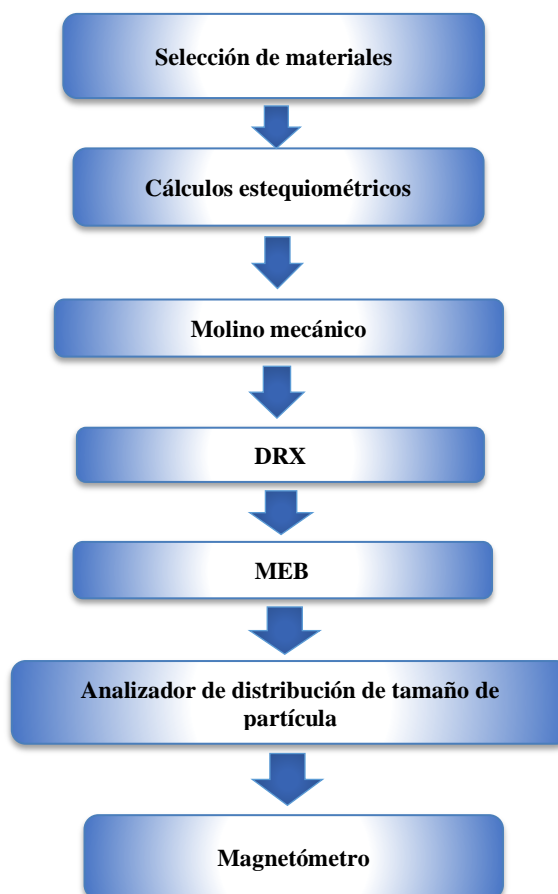 Selección de materiales
Cálculos estequiométricos
Molino mecánico
DRX
MEB
Analizador de distribución de tamaño de
partícula
Magnetómetro